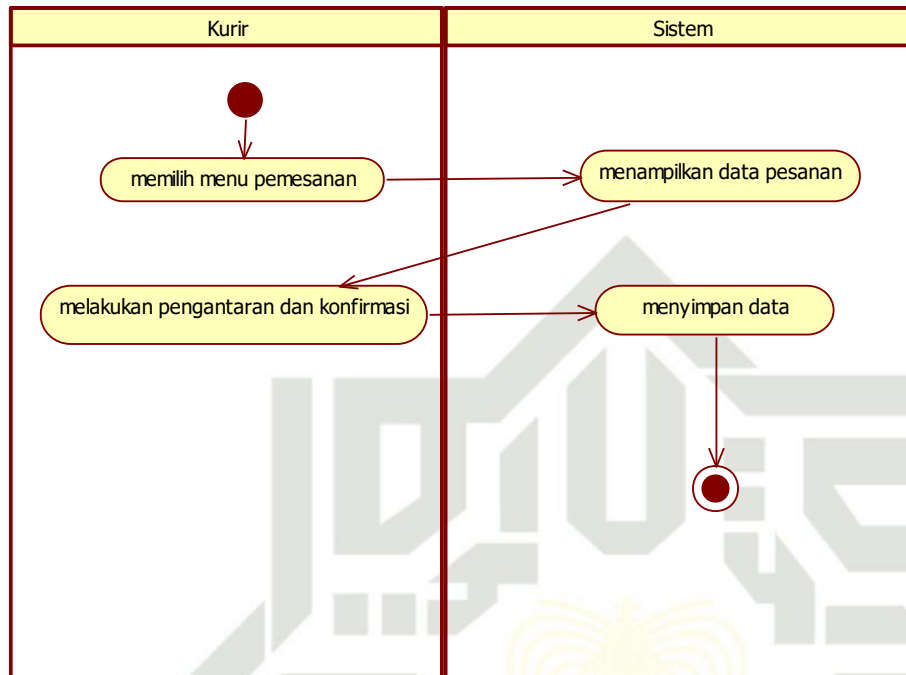 Kurir
Sistem
memilih menu pemesanan
menampilkan data pesanan
melakukan pengantaran dan konfirmasi
menyimpan data